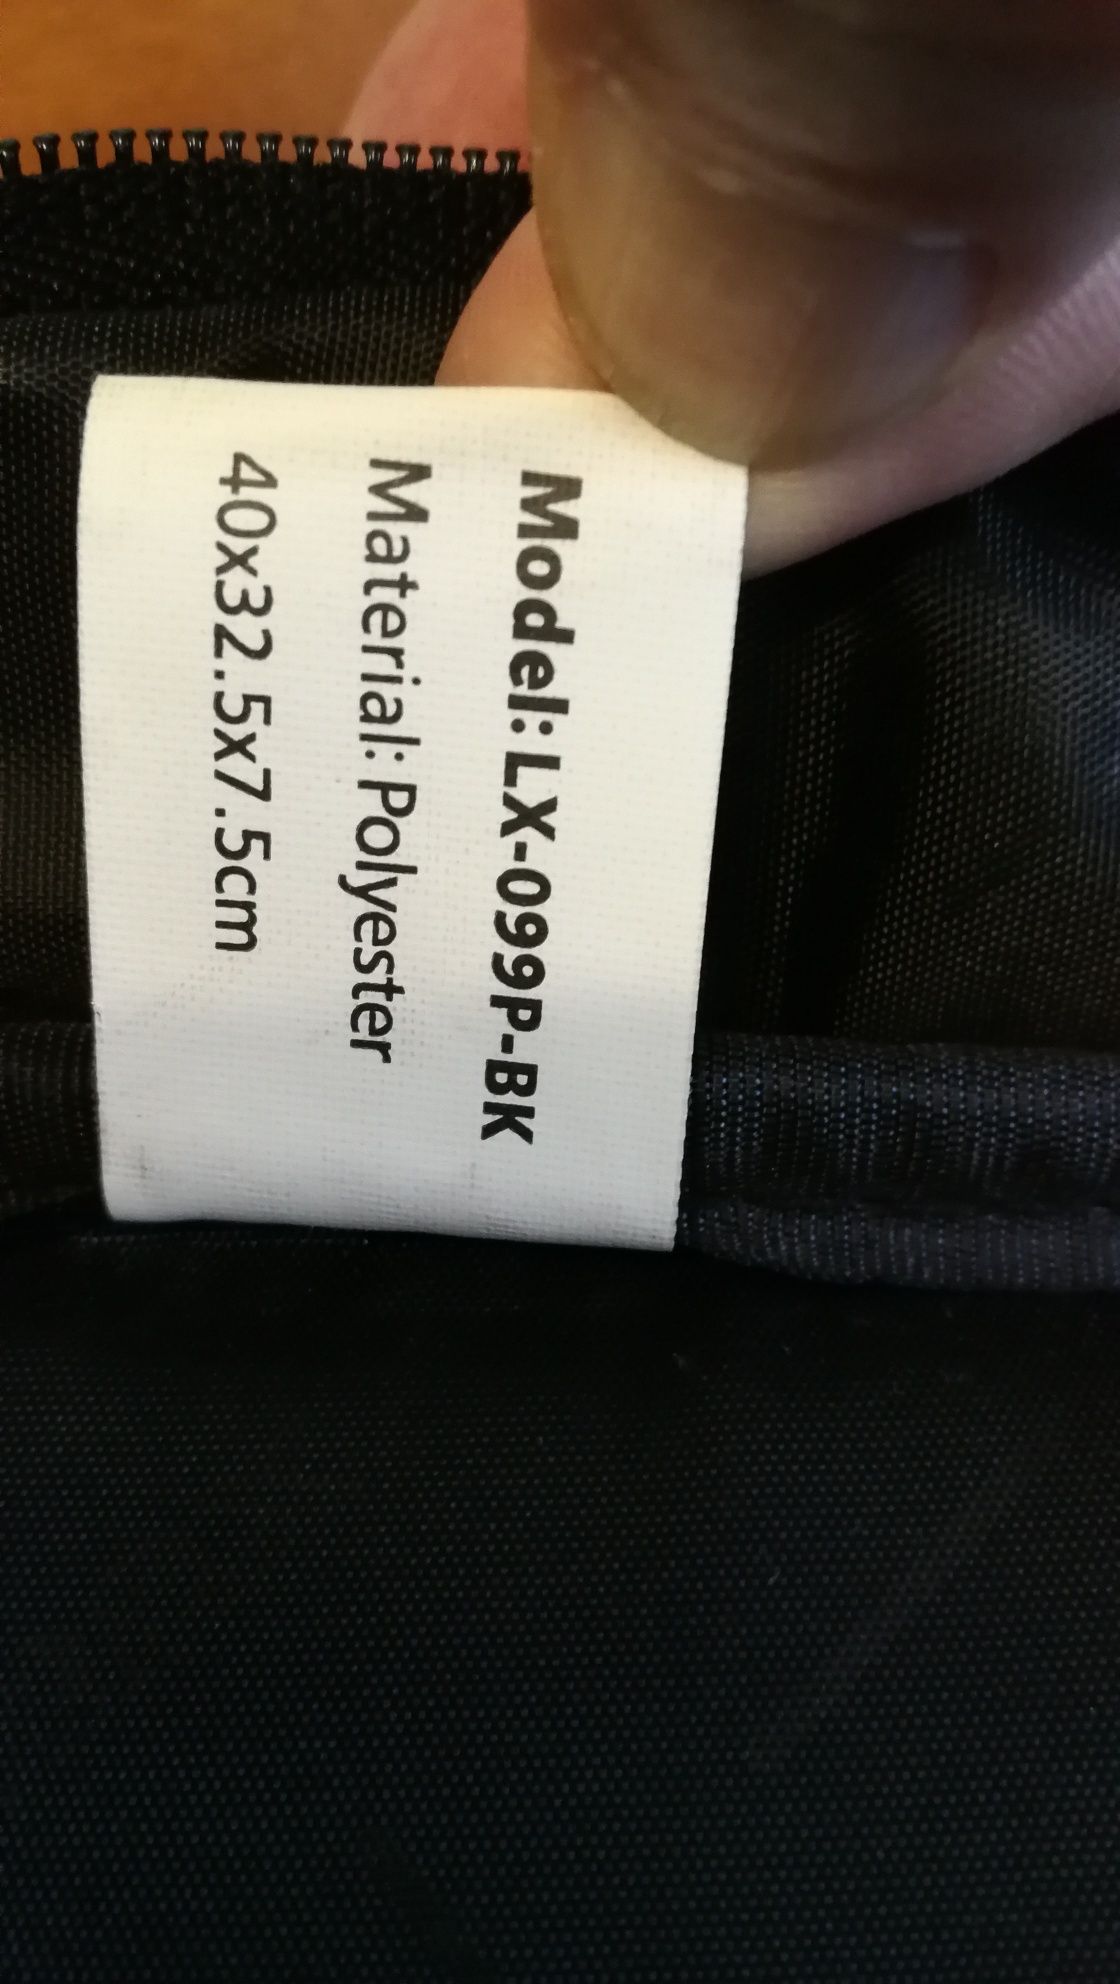 Model: LX-099P-BK
Material: Polyester
40x32.5x7.5cm